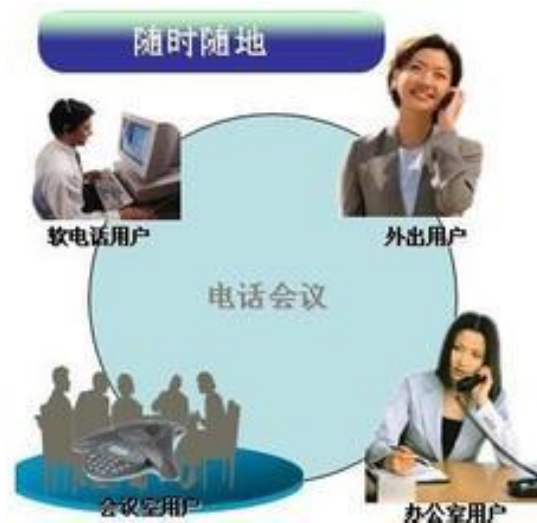 随时随地
软电话用户
外出用户
电话会议
会议室用户
办公室用户